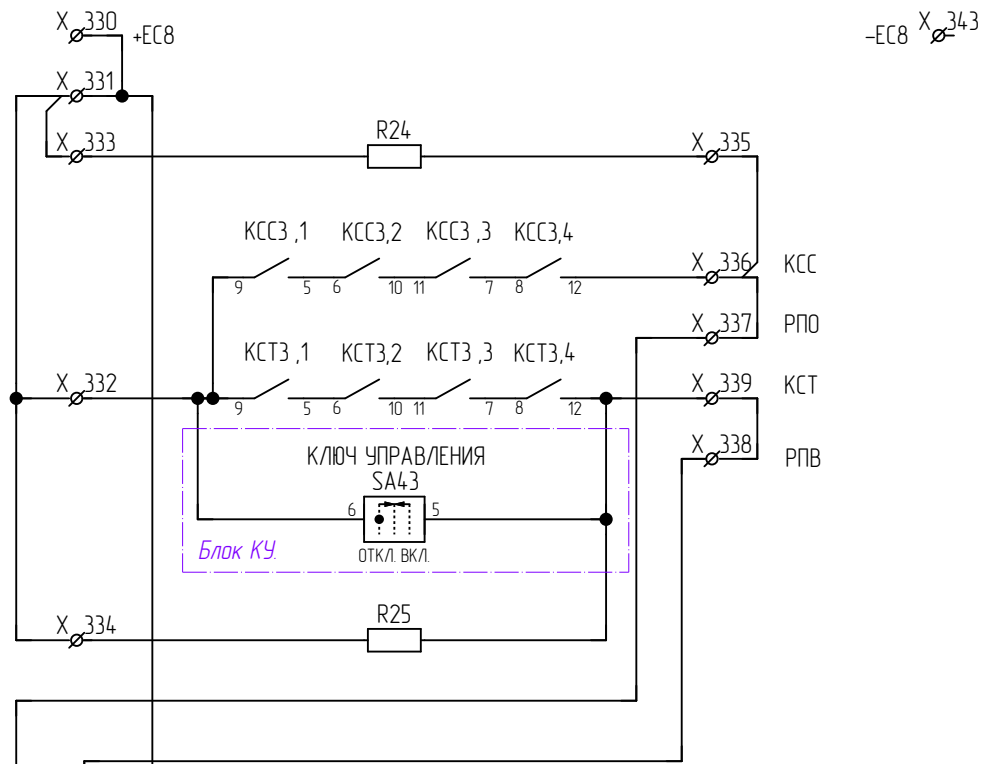 X 330
+EC8
-EC8
X 343
X 331
X 333
R24
X 335
КСС3 ,1
КСС3,2
КСС3 ,3
КСС3,4
9
5
6
10
11
7
8
12
X 336
КСС
X 337
РПО
КСТ3 ,1
КСТ3,2
КСТ3 ,3
КСТ3,4
X 332
9
5
6
10
11
7
8
12
X 339
КСТ
КЛЮЧ УПРАВЛЕНИЯ
X 338
РПВ
SA43
6
5
Блок КУ.
ОТКЛ. ВКЛ.
X 334
R25